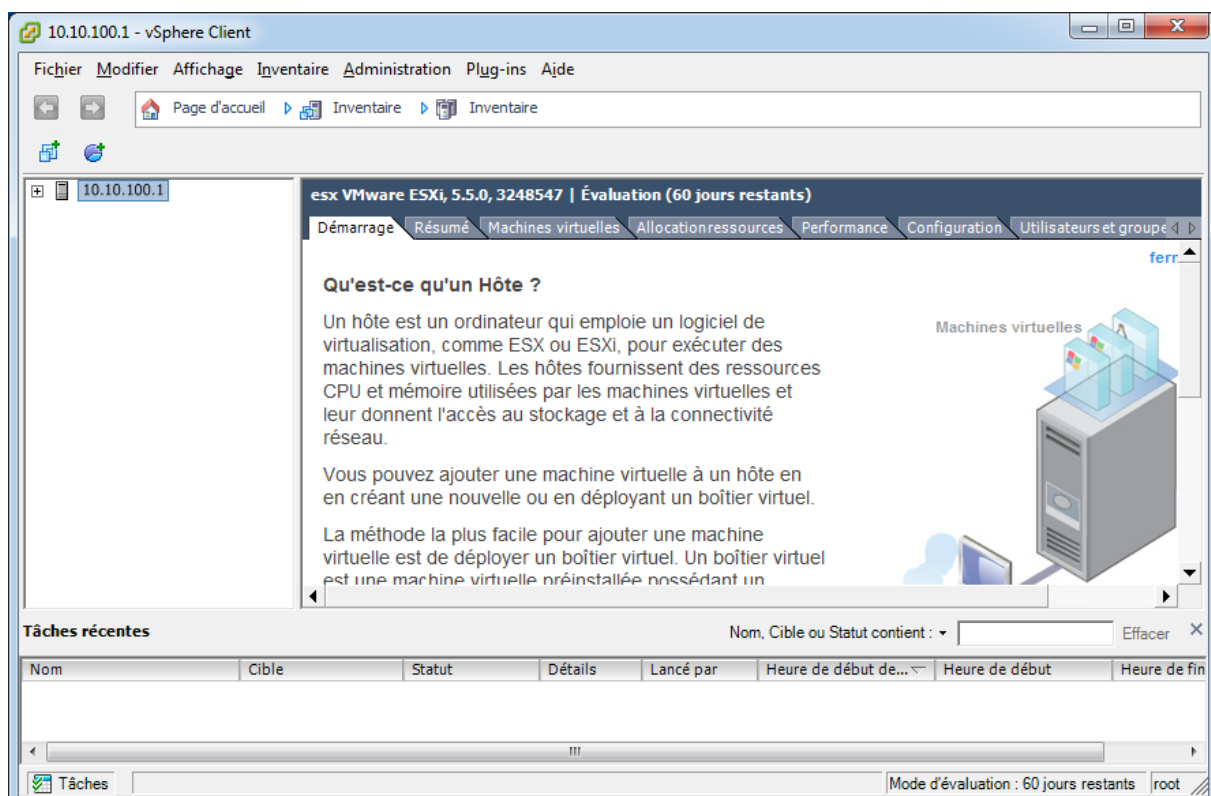 10.10.100.1 - vSphere Client
Fichier Modifier Affichage Inventaire Administration Plug-ins Aide
Page d'accueil Inventaire Inventaire
10.10.100.1
esx VMware ESXi, 5.5.0, 3248547 | Évaluation (60 jours restants)
Démarrage Résumé Machines virtuelles Allocation ressources Performance Configuration Utilisateurs et groupe
ferr
Qu'est-ce qu'un Hôte ?
Un hôte est un ordinateur qui emploie un logiciel de
virtualisation, comme ESX ou ESXi, pour exécuter des
machines virtuelles. Les hôtes fournissent des ressources
CPU et mémoire utilisées par les machines virtuelles et
leur donnent l'accès au stockage et à la connectivité
réseau.
Vous pouvez ajouter une machine virtuelle à un hôte en
en créant une nouvelle ou en déployant un boîtier virtuel.
La méthode la plus facile pour ajouter une machine
virtuelle est de déployer un boîtier virtuel. Un boîtier virtuel
est une machine virtuelle préinstallée possédant un
Machines virtuelles
Tâches récentes
Nom, Cible ou Statut contient :
Effacer
Nom Cible Statut Détails Lancé par Heure de début de... Heure de début Heure de fin
Tâches
Mode d'évaluation : 60 jours restants
root